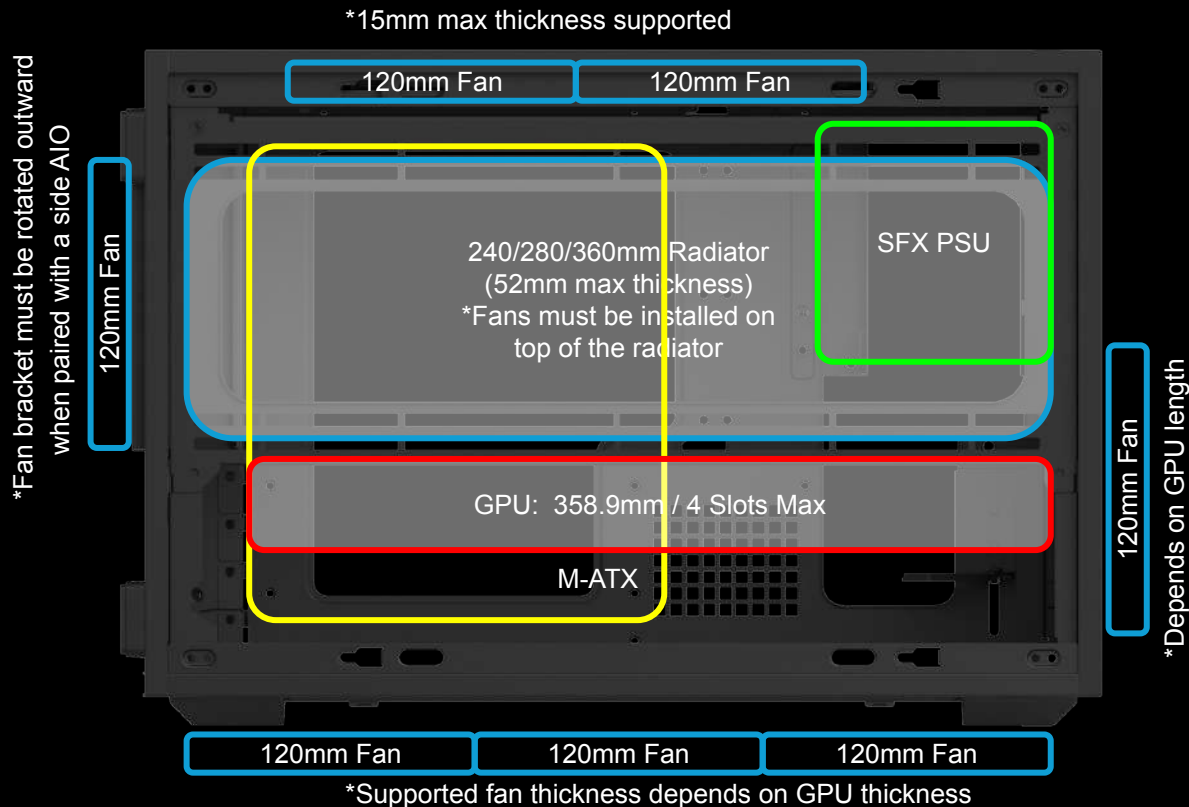 *15mm max thickness supported
120mm Fan
120mm Fan
*Fan bracket must be rotated outward
when paired with a side AIO
120mm Fan
240/280/360mm Radiator
(52mm max thickness)
*Fans must be installed on
top of the radiator
SFX PSU
GPU: 358.9mm / 4 Slots Max
M-ATX
120mm Fan
*Depends on GPU length
120mm Fan
120mm Fan
120mm Fan
*Supported fan thickness depends on GPU thickness